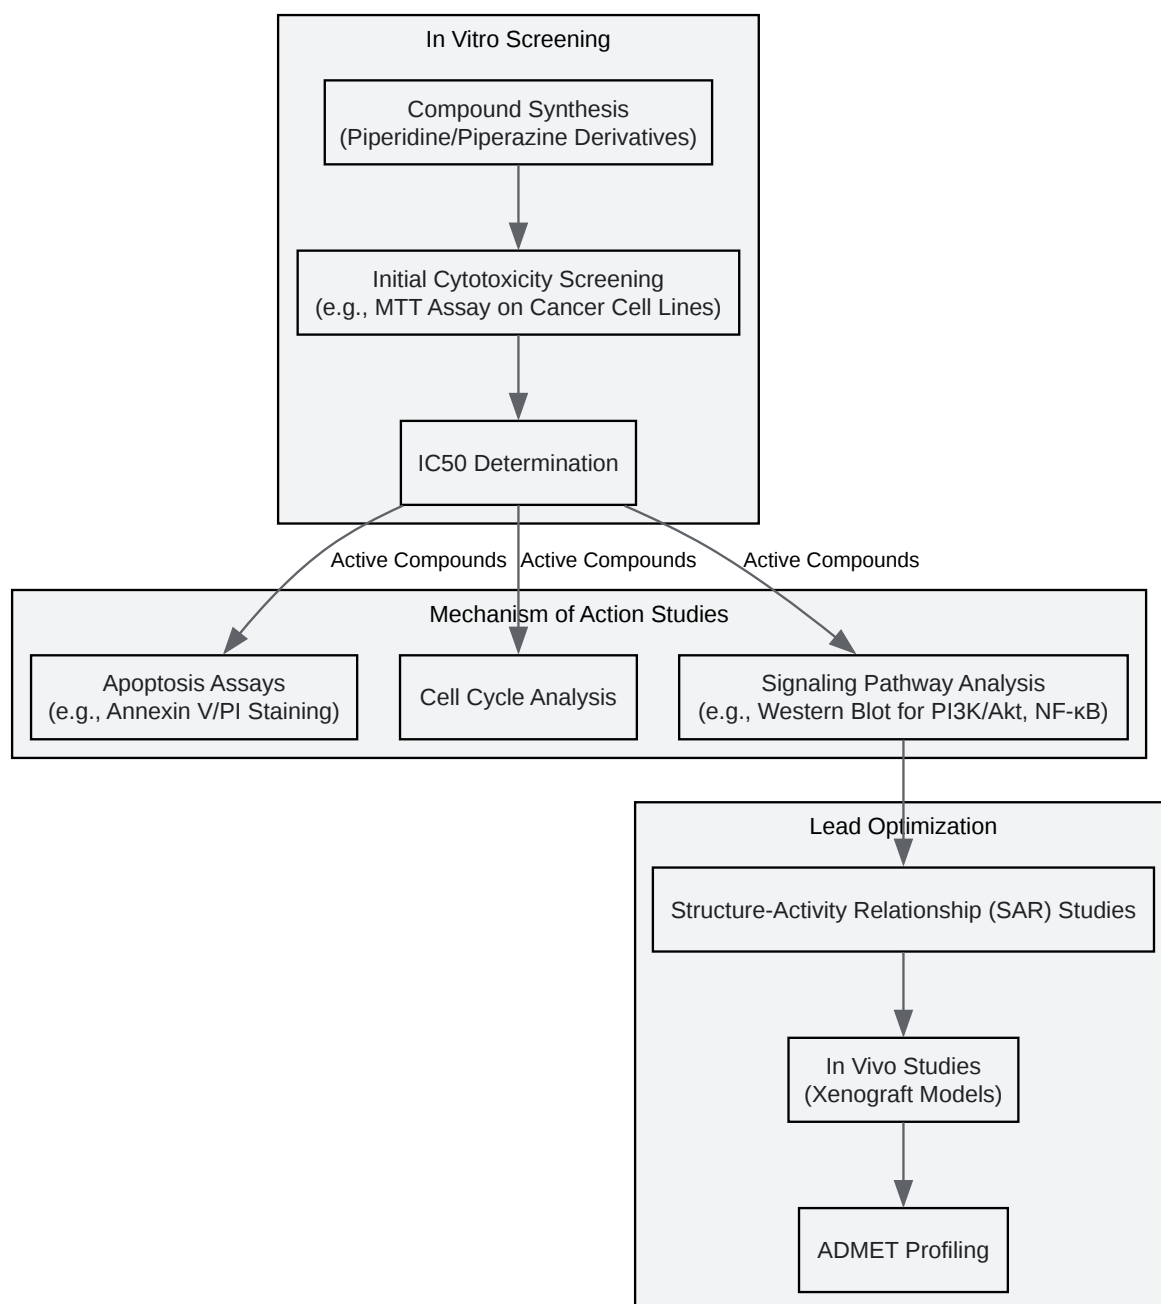 In Vitro Screening
Compound Synthesis
(Piperidine/Piperazine Derivatives)
Initial Cytotoxicity Screening
(e.g., MTT Assay on Cancer Cell Lines)
IC50 Determination
Active Compounds
Active Compounds
Active Compounds
Mechanism of Action Studies
Apoptosis Assays
(e.g., Annexin V/PI Staining)
Cell Cycle Analysis
Signaling Pathway Analysis
(e.g., Western Blot for PI3K/Akt, NF-κB)
Lead Optimization
Structure-Activity Relationship (SAR) Studies
In Vivo Studies
(Xenograft Models)
ADMET Profiling